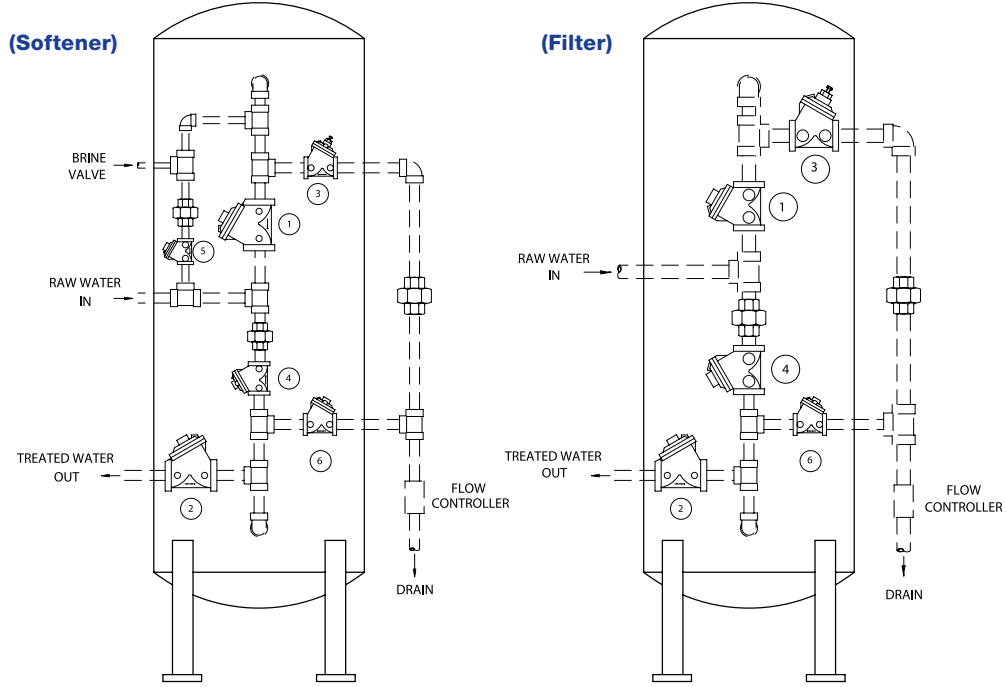 (Softener)
BRINE
VALVE
3
1
5
RAW WATER
IN
4
6
TREATED WATER
OUT
2
FLOW
CONTROLLER
DRAIN
(Filter)
3
1
RAW WATER
IN
4
6
TREATED WATER
OUT
2
FLOW
CONTROLLER
DRAIN